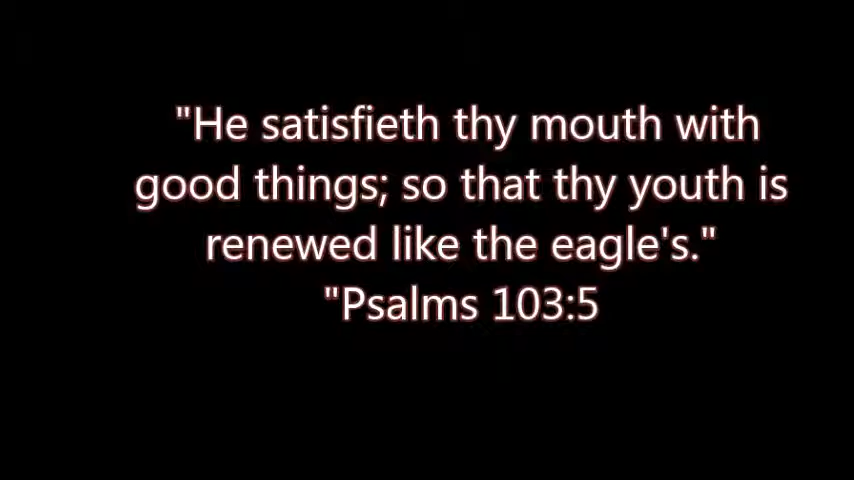 "He satisfieth thy mouth with
good things; so that thy youth is
renewed like the eagle's."
"Psalms 103:5